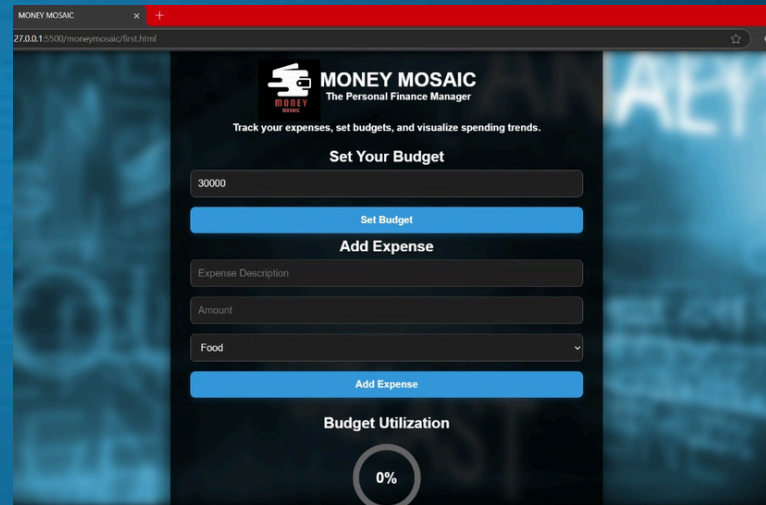 MONEY MOSAIC
27.0.0.1:5500/moneymosaic/first.html
MONEY
MOSAIC
MONEY MOSAIC
The Personal Finance Manager
Track your expenses, set budgets, and visualize spending trends.
Set Your Budget
30000
Set Budget
Add Expense
Expense Description
Amount
Food
Add Expense
Budget Utilization
0%